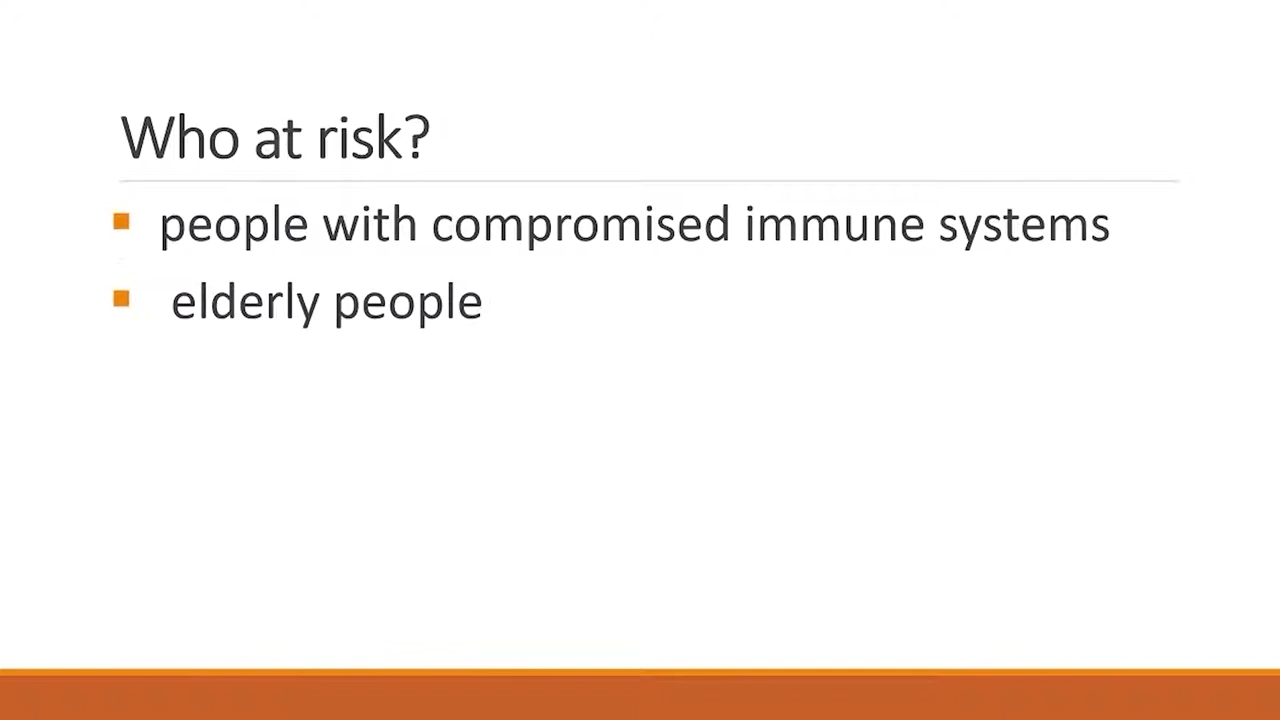 Who at risk?
people with compromised immune systems
elderly people